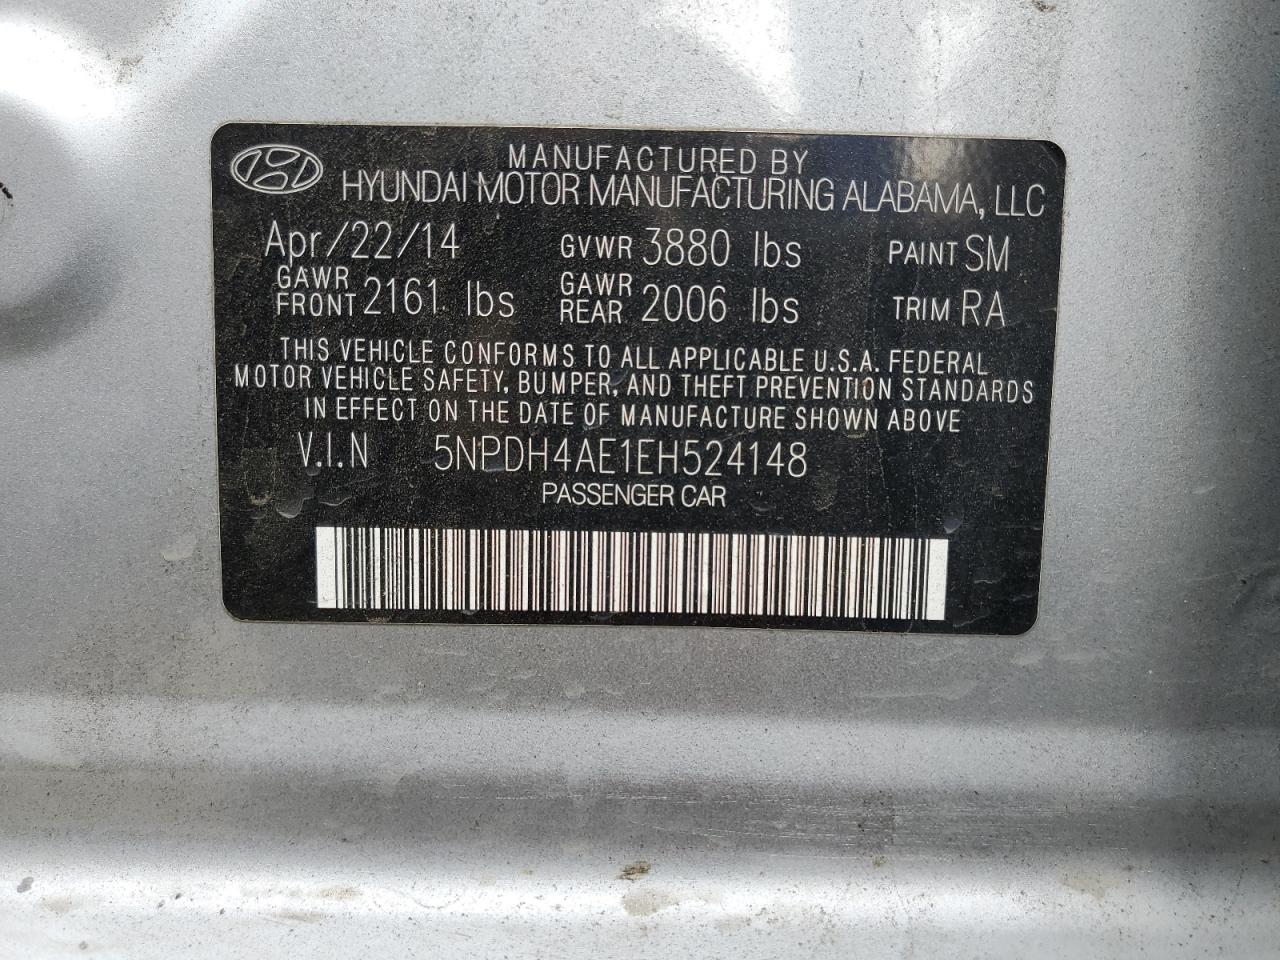 MANUFACTURED BY
HYUNDAI MOTOR MANUFACTURING ALABAMA, LLC
Apr/22/14 GVWR 3880 lbs PAINT SM
GAWR FRONT 2161 lbs GAWR REAR 2006 lbs TRIM RA
THIS VEHICLE CONFORMS TO ALL APPLICABLE U.S.A. FEDERAL
MOTOR VEHICLE SAFETY, BUMPER, AND THEFT PREVENTION STANDARDS
IN EFFECT ON THE DATE OF MANUFACTURE SHOWN ABOVE
V.I.N 5NPDH4AE1EH524148
PASSENGER CAR